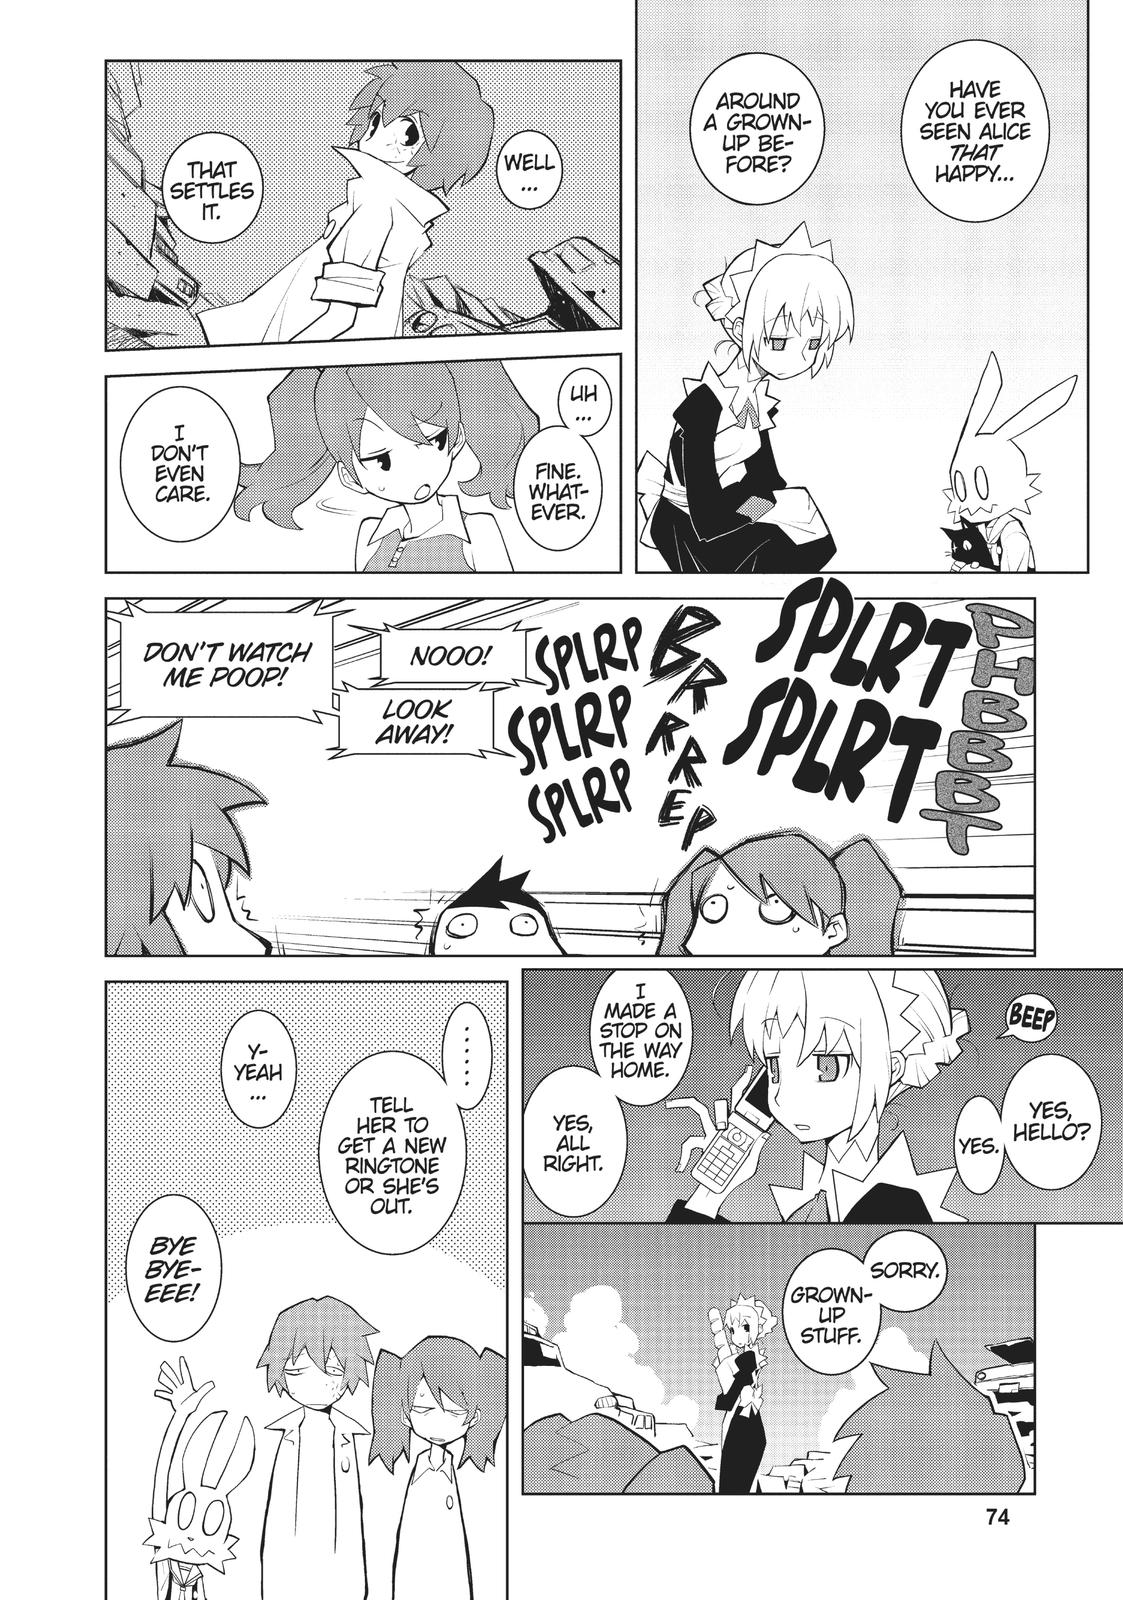 HAVE
YOU EVER
SEEN ALICE
THAT
HAPPY...
AROUND
A GROWN-
UP BE-
FORE?
WELL
...
THAT
SETTLES
IT.
UH
...
FINE.
WHAT-
EVER.
I
DON'T
EVEN
CARE.
PHBBBT
SPLRT
SPLRT
BRRREP
SPLRP
SPLRP
SPLRP
NOOO!
LOOK
AWAY!
DON'T WATCH
ME POOP!
BEEP
YES,
HELLO?
YES.
I
MADE A
STOP ON
THE WAY
HOME.
YES,
ALL
RIGHT.
SORRY.
GROWN-
UP
STUFF.
.....
TELL
HER TO
GET A NEW
RINGTONE
OR SHE'S
OUT.
Y-
YEAH
...
BYE
BYE-
EEE!
74